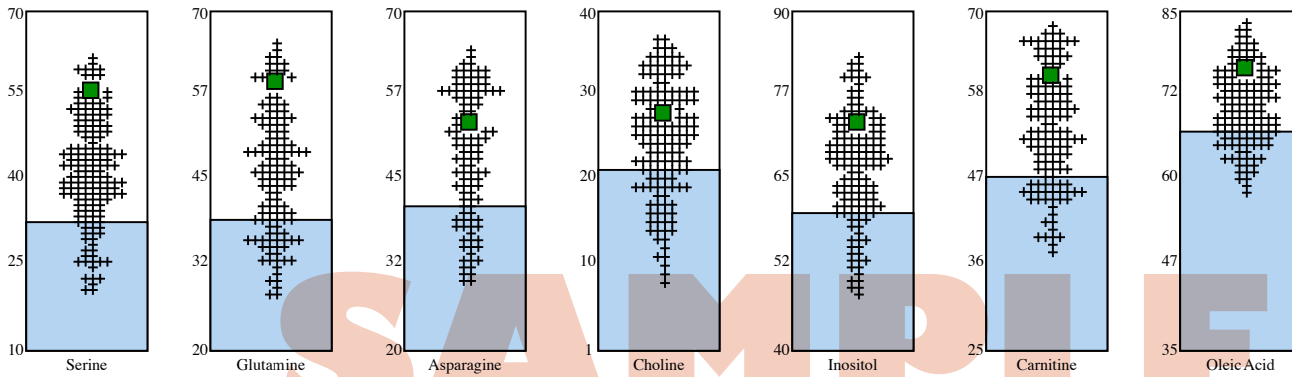 70 70 70 40 90 70 85
55 57 57 30 77 58 72
40 45 45 20 65 47 60
25 32 32 10 52 36 47
10 20 20 1 40 25 35
Serine Glutamine Asparagine Choline Inositol Carnitine Oleic Acid
SAMPLE